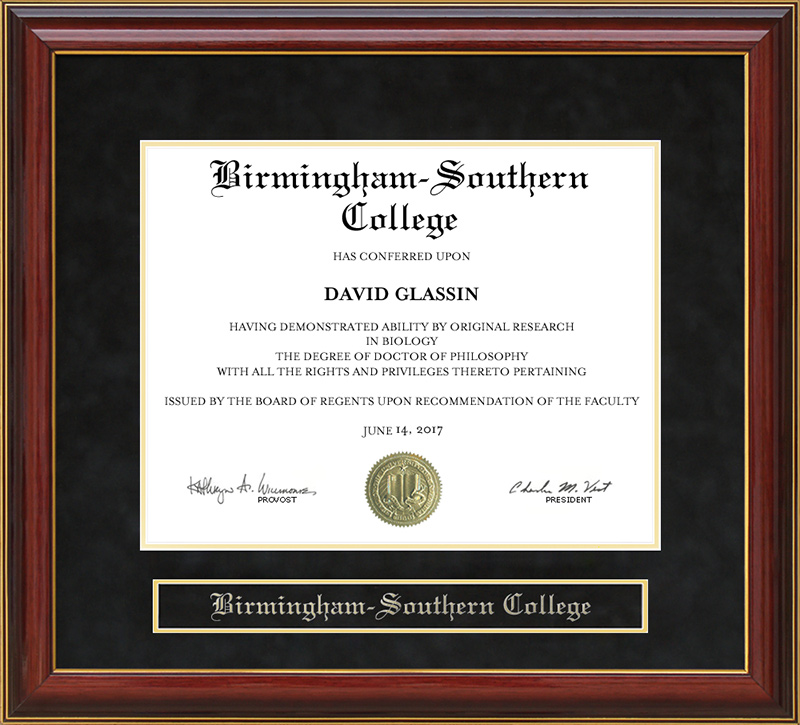 Birmingham-Southern
College
HAS CONFERRED UPON
DAVID GLASSIN
HAVING DEMONSTRATED ABILITY BY ORIGINAL RESEARCH
IN BIOLOGY
THE DEGREE OF DOCTOR OF PHILOSOPHY
WITH ALL THE RIGHTS AND PRIVILEGES THERETO PERTAINING
ISSUED BY THE BOARD OF REGENTS UPON RECOMMENDATION OF THE FACULTY
JUNE 14, 2017
Charles M. Vest
PROVOST
PRESIDENT
Birmingham-Southern College